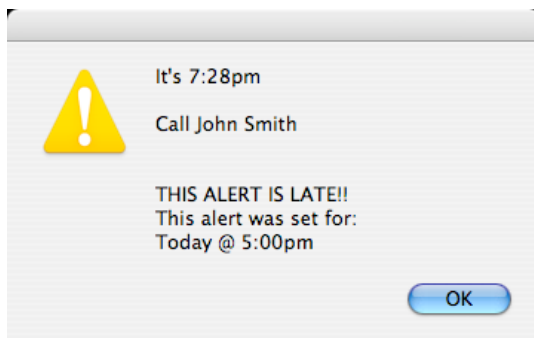 It's 7:28pm
Call John Smith
THIS ALERT IS LATE!!
This alert was set for:
Today @ 5:00pm
OK